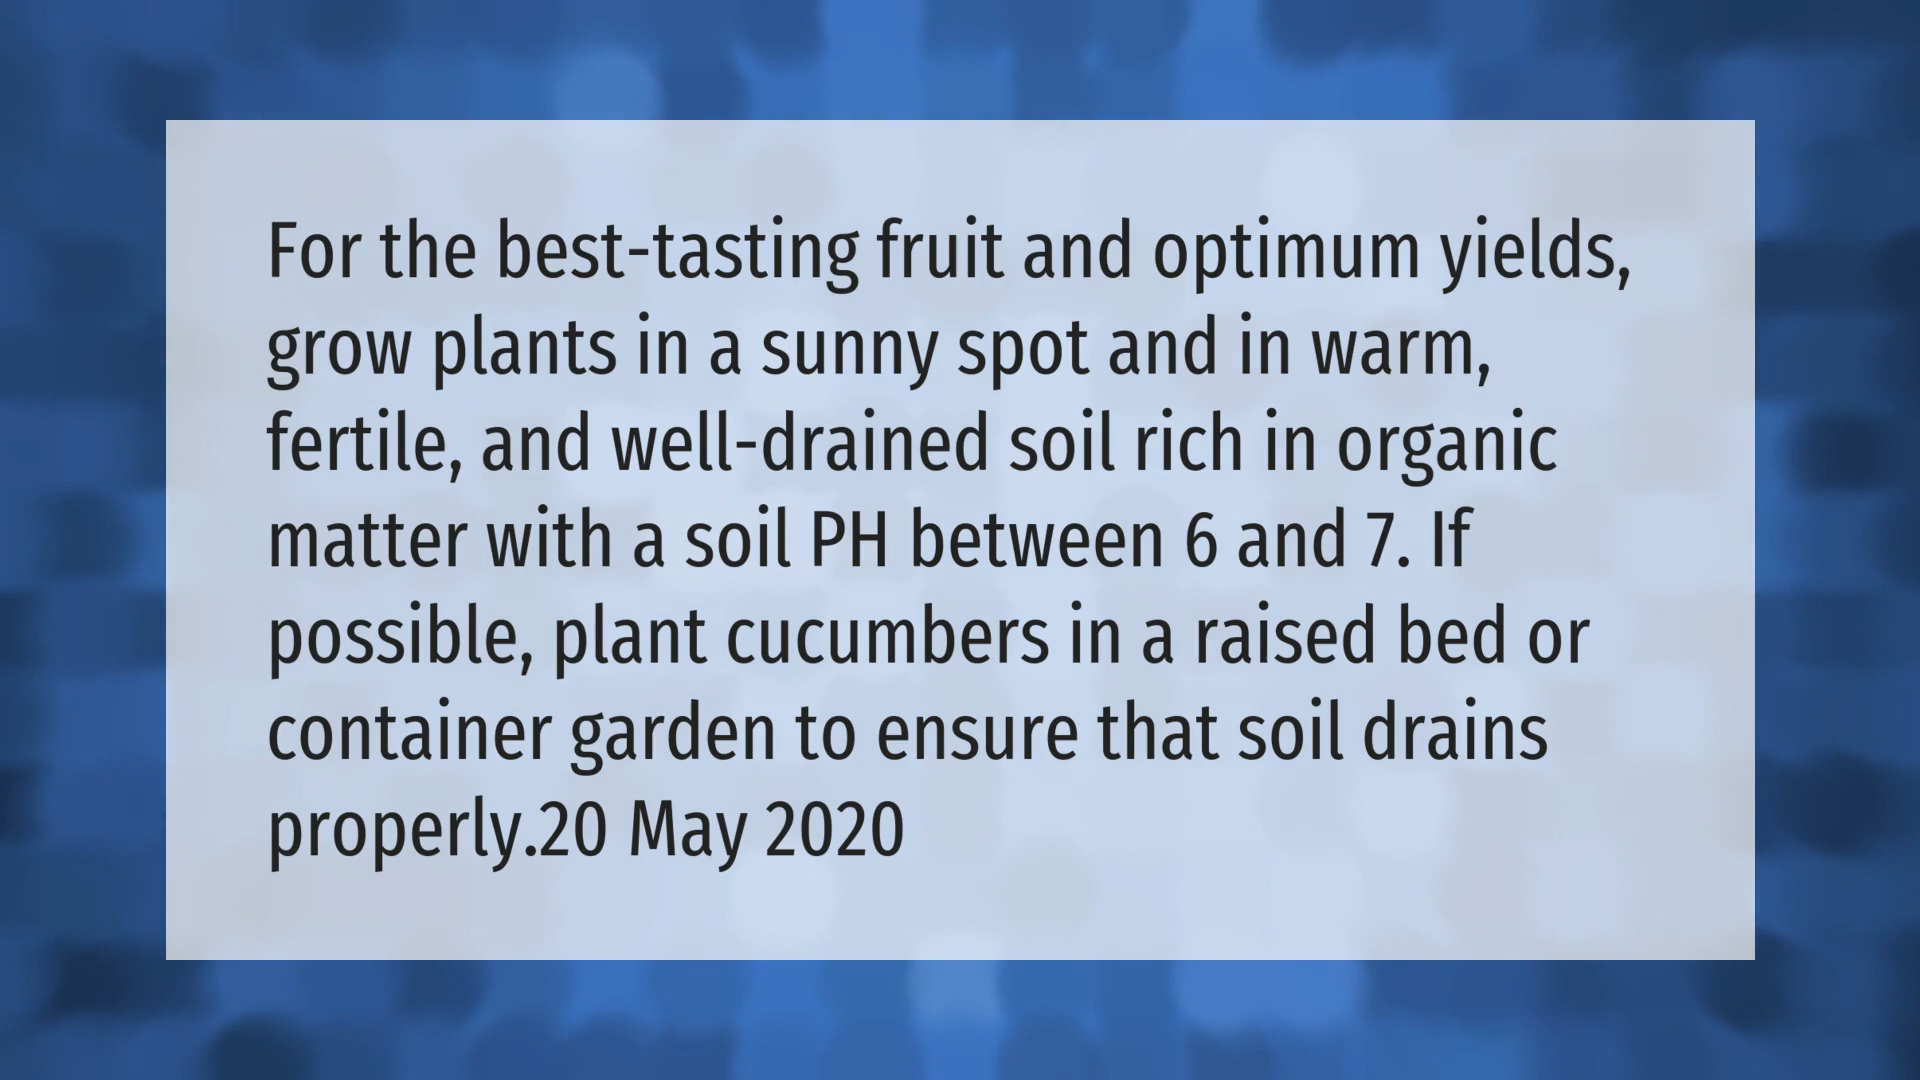 For the best-tasting fruit and optimum yields,
grow plants in a sunny spot and in warm,
fertile, and well-drained soil rich in organic
matter with a soil PH between 6 and 7. If
possible, plant cucumbers in a raised bed or
container garden to ensure that soil drains
properly.20 May 2020